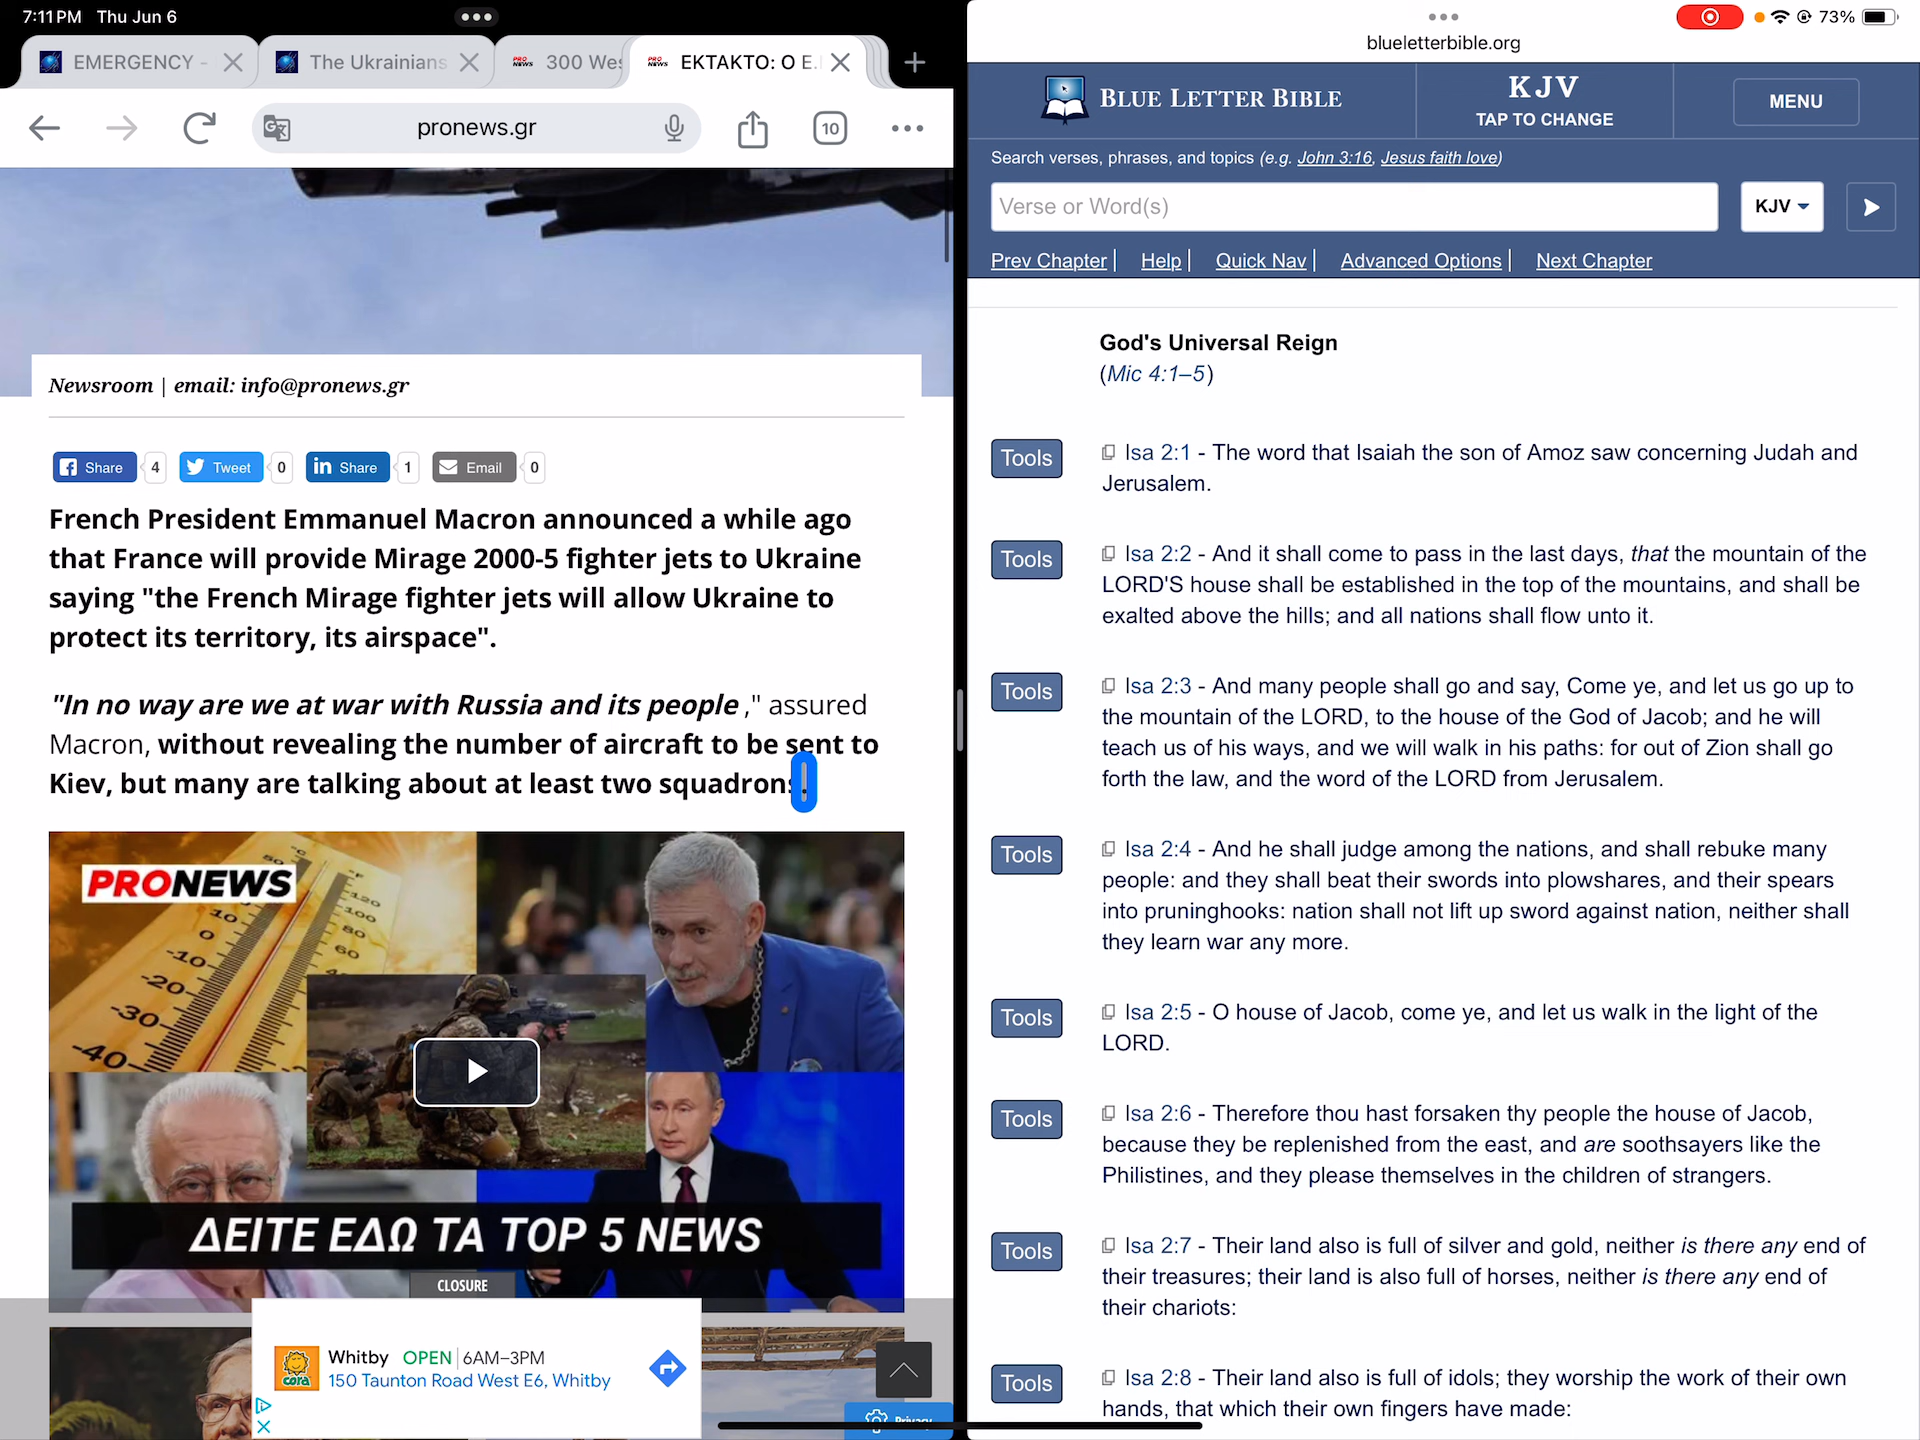 7:11 PM Thu Jun 6
EMERGENCY -
The Ukrainians
PRO NEWS
300 Wes
PRO NEWS
ΕΚΤΑΚΤΟ: Ο Ε.
pronews.gr
10
Newsroom | email: info@pronews.gr
Share 4 Tweet 0 Share 1 Email 0
French President Emmanuel Macron announced a while ago
that France will provide Mirage 2000-5 fighter jets to Ukraine
saying "the French Mirage fighter jets will allow Ukraine to
protect its territory, its airspace".
"In no way are we at war with Russia and its people ," assured
Macron, without revealing the number of aircraft to be sent to
Kiev, but many are talking about at least two squadrons.
PRONEWS
50 °C °F
120
100
10 80
0 60
-10
-20
-30
-40
ΔΕΙΤΕ ΕΔΩ ΤΑ TOP 5 NEWS
CLOSURE
cora
Whitby OPEN 6AM–3PM
150 Taunton Road West E6, Whitby
Privacy
73%
blueletterbible.org
BLUE LETTER BIBLE
KJV
TAP TO CHANGE
MENU
Search verses, phrases, and topics (e.g. John 3:16, Jesus faith love)
Verse or Word(s)
KJV
Prev Chapter | Help | Quick Nav | Advanced Options | Next Chapter
God's Universal Reign
(Mic 4:1–5)
Tools
Isa 2:1 - The word that Isaiah the son of Amoz saw concerning Judah and
Jerusalem.
Tools
Isa 2:2 - And it shall come to pass in the last days, that the mountain of the
LORD'S house shall be established in the top of the mountains, and shall be
exalted above the hills; and all nations shall flow unto it.
Tools
Isa 2:3 - And many people shall go and say, Come ye, and let us go up to
the mountain of the LORD, to the house of the God of Jacob; and he will
teach us of his ways, and we will walk in his paths: for out of Zion shall go
forth the law, and the word of the LORD from Jerusalem.
Tools
Isa 2:4 - And he shall judge among the nations, and shall rebuke many
people: and they shall beat their swords into plowshares, and their spears
into pruninghooks: nation shall not lift up sword against nation, neither shall
they learn war any more.
Tools
Isa 2:5 - O house of Jacob, come ye, and let us walk in the light of the
LORD.
Tools
Isa 2:6 - Therefore thou hast forsaken thy people the house of Jacob,
because they be replenished from the east, and are soothsayers like the
Philistines, and they please themselves in the children of strangers.
Tools
Isa 2:7 - Their land also is full of silver and gold, neither is there any end of
their treasures; their land is also full of horses, neither is there any end of
their chariots:
Tools
Isa 2:8 - Their land also is full of idols; they worship the work of their own
hands, that which their own fingers have made: